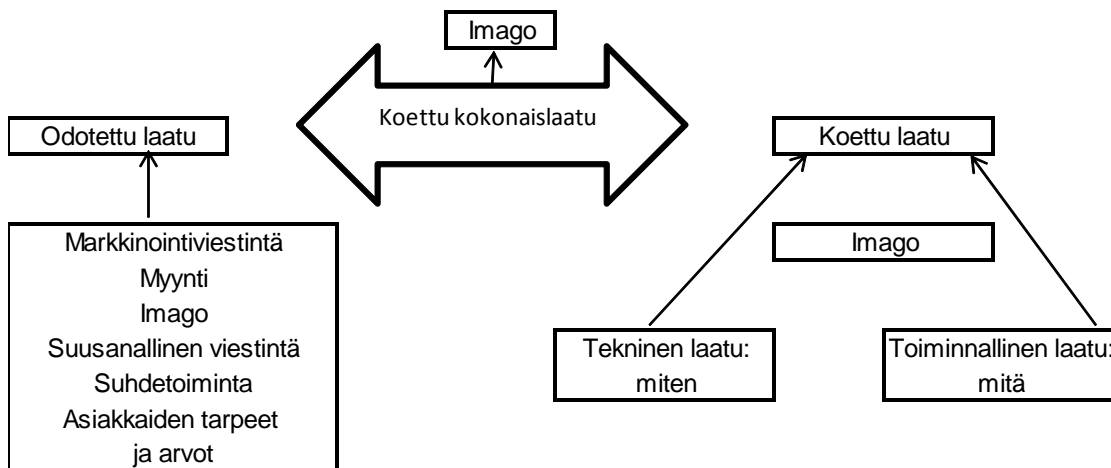 Imago
Koettu kokonaislaatu
Odotettu laatu
Koettu laatu
Markkinointiviestintä
Myynti
Imago
Suusanallinen viestintä
Suhdetoiminta
Asiakkaiden tarpeet
ja arvot
Imago
Tekninen laatu:
miten
Toiminnallinen laatu:
mitä